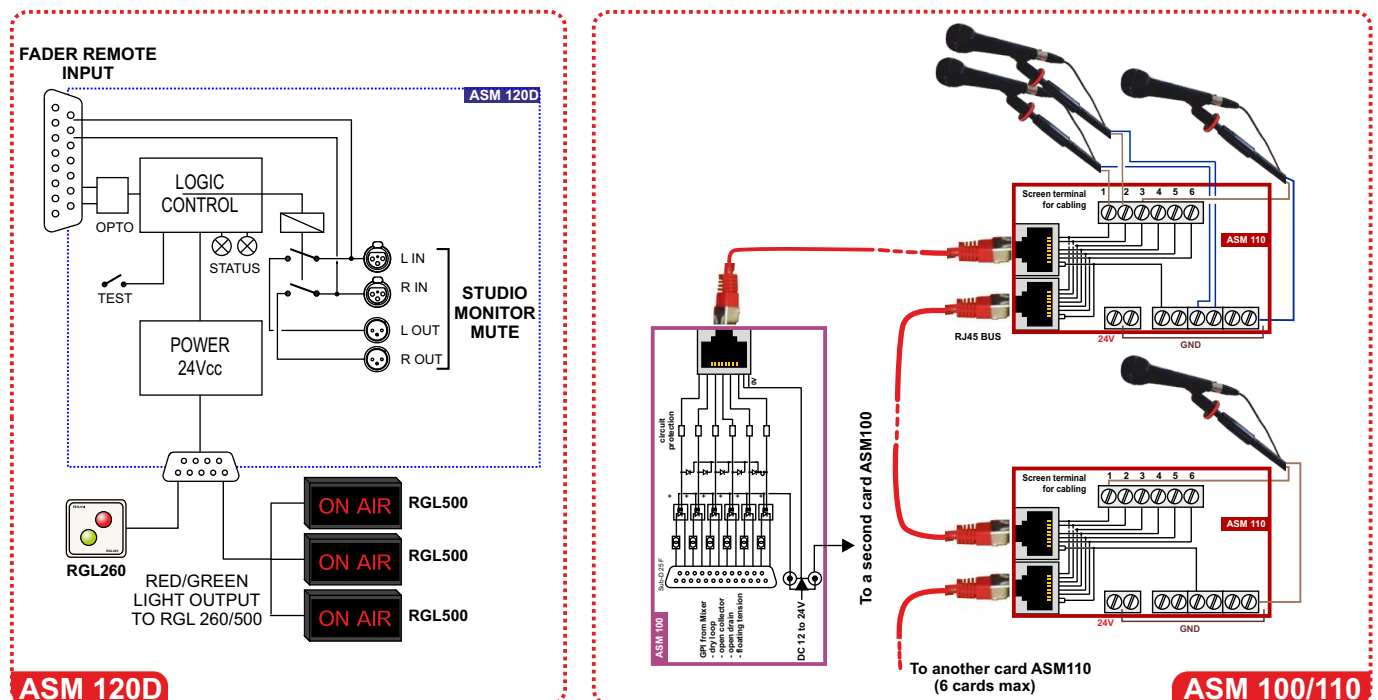 FADER REMOTE
INPUT
ASM 120D
LOGIC
CONTROL
OPTO
STATUS
TEST
L IN
R IN
L OUT
R OUT
STUDIO
MONITOR
MUTE
POWER
24Vcc
RGL260
ON AIR
RGL500
ON AIR
RGL500
ON AIR
RGL500
RED/GREEN
LIGHT OUTPUT
TO RGL 260/500
ASM 120D
Screen terminal
for cabling
1 2 3 4 5 6
ASM 110
24V
GND
RJ45 BUS
0V
circuit
protection
+ + + + + +
Sub-D 25 F
ASM 100
GPI from Mixer
- dry loop
- open collector
- open drain
- floating tension
DC 12 to 24V
To a second card ASM100
Screen terminal
for cabling
1 2 3 4 5 6
ASM 110
24V
GND
To another card ASM110
(6 cards max)
ASM 100/110